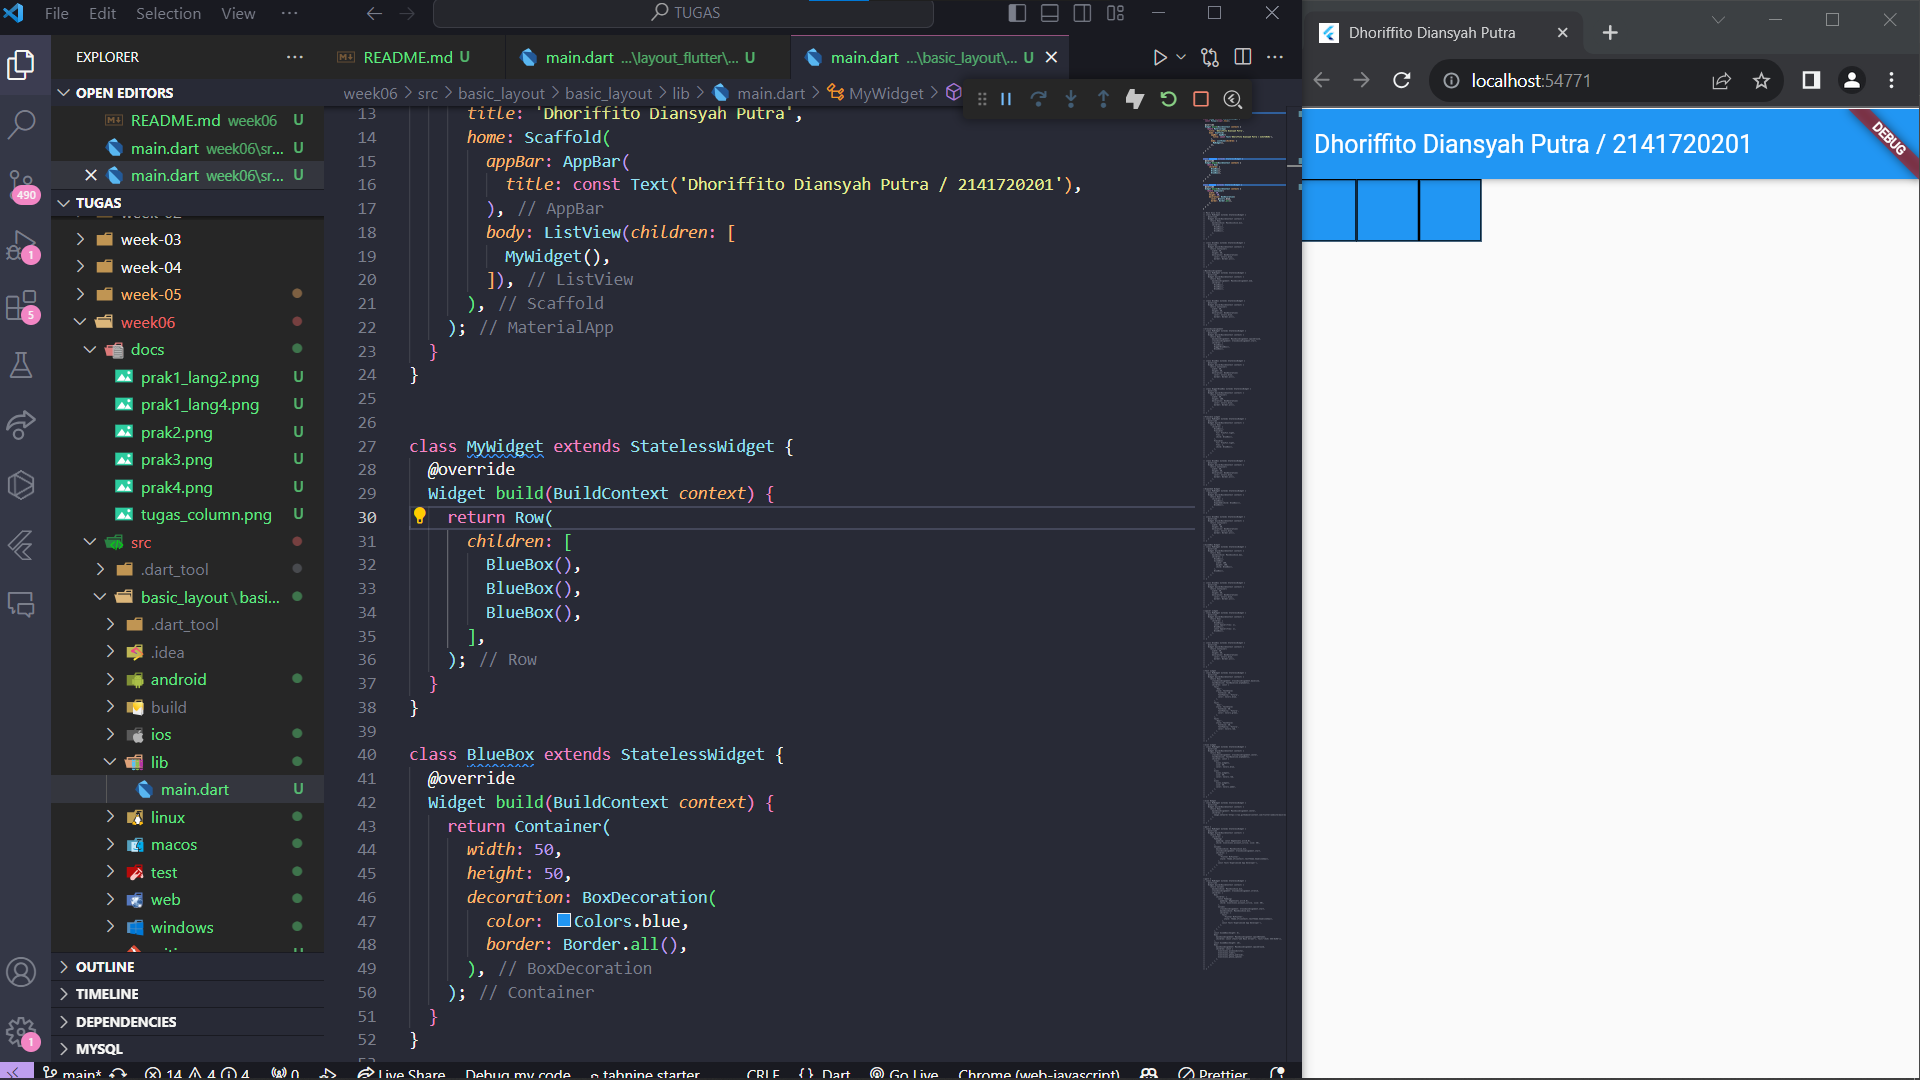 File Edit Selection View ··· TUGAS
EXPLORER ···
OPEN EDITORS
README.md week06 U
main.dart week06\sr... U
main.dart week06\sr... U
490
1
5
1
TUGAS
week-03
week-04
week-05
week06
docs
prak1_lang2.png U
prak1_lang4.png U
prak2.png U
prak3.png U
prak4.png U
tugas_column.png U
src
.dart_tool
basic_layout\basi...
.dart_tool
.idea
android
build
ios
lib
main.dart U
linux
macos
test
web
windows
OUTLINE
TIMELINE
DEPENDENCIES
MYSQL
README.md U main.dart ...\layout_flutter\... U main.dart ...\basic_layout\... U
week06 > src > basic_layout > basic_layout > lib > main.dart > MyWidget >
13 title: 'Dhoriffito Diansyah Putra',
14 home: Scaffold(
15 appBar: AppBar(
16 title: const Text('Dhoriffito Diansyah Putra / 2141720201'),
17 ), // AppBar
18 body: ListView(children: [
19 MyWidget(),
20 ]), // ListView
21 ), // Scaffold
22 ); // MaterialApp
23 }
24 }
25
26
27 class MyWidget extends StatelessWidget {
28 @override
29 Widget build(BuildContext context) {
30 return Row(
31 children: [
32 BlueBox(),
33 BlueBox(),
34 BlueBox(),
35 ],
36 ); // Row
37 }
38 }
39
40 class BlueBox extends StatelessWidget {
41 @override
42 Widget build(BuildContext context) {
43 return Container(
44 width: 50,
45 height: 50,
46 decoration: BoxDecoration(
47 color: Colors.blue,
48 border: Border.all(),
49 ), // BoxDecoration
50 ); // Container
51 }
52 }
main* 14 4 4 0 Live Share Debug my code tabnine starter CRLF {} Dart Go Live Chrome (web-javascript) Prettier
Dhoriffito Diansyah Putra
localhost:54771
Dhoriffito Diansyah Putra / 2141720201
DEBUG